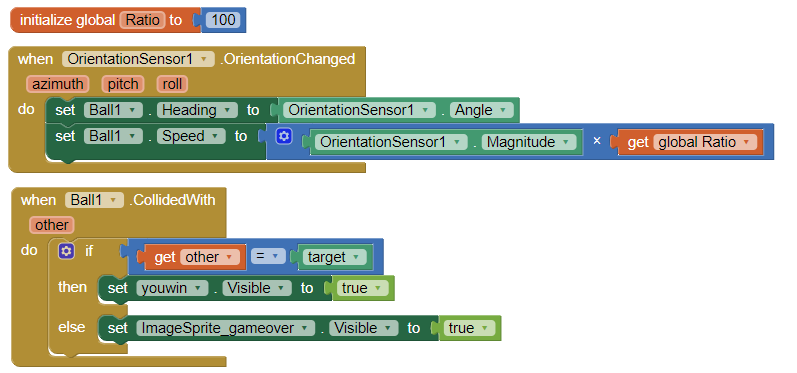 initialize global Ratio to 100
when OrientationSensor1 .OrientationChanged
azimuth pitch roll
do set Ball1 . Heading to OrientationSensor1 . Angle
set Ball1 . Speed to OrientationSensor1 . Magnitude × get global Ratio
when Ball1 .CollidedWith
other
do if get other = target
then set youwin . Visible to true
else set ImageSprite_gameover . Visible to true